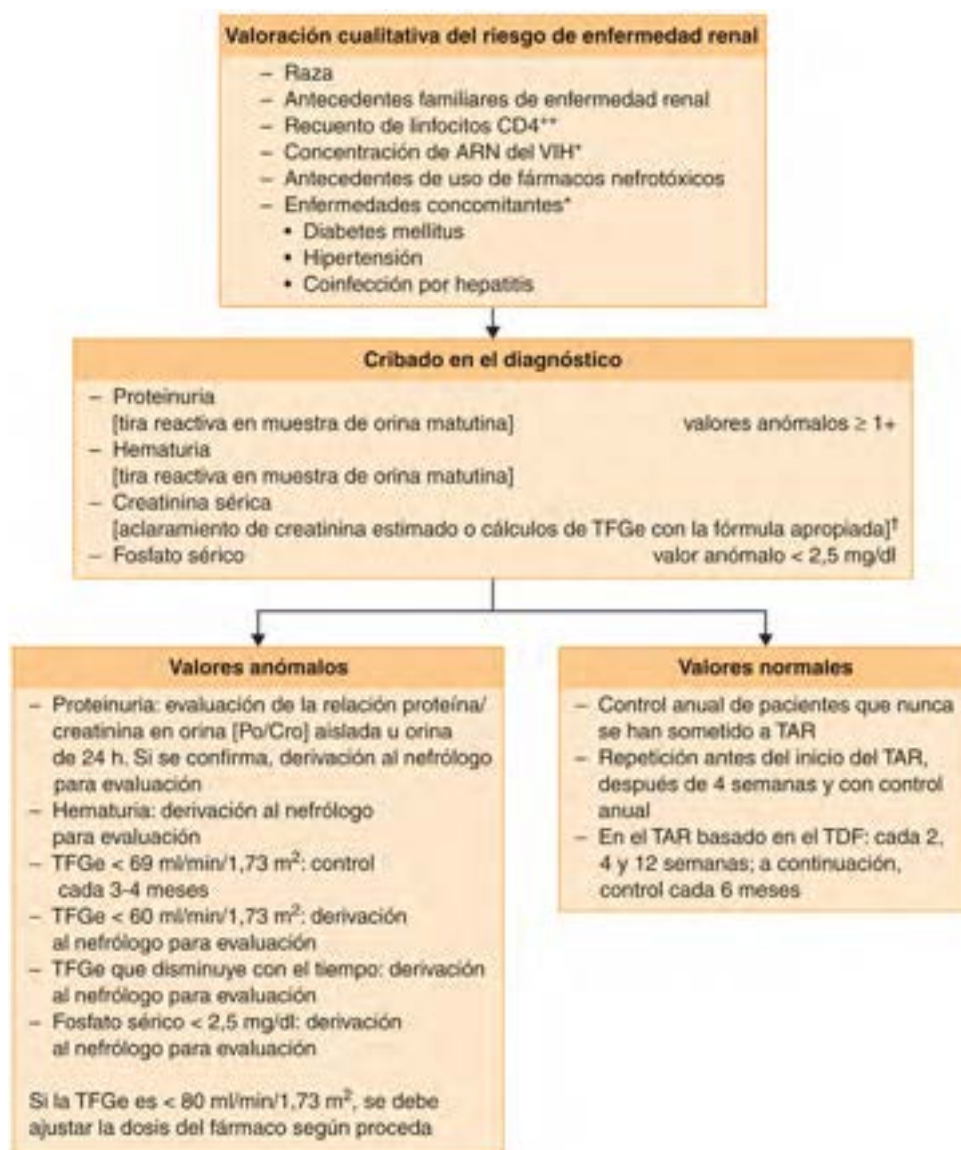 Valoración cualitativa del riesgo de enfermedad renal
– Raza
– Antecedentes familiares de enfermedad renal
– Recuento de linfocitos CD4**
– Concentración de ARN del VIH*
– Antecedentes de uso de fármacos nefrotóxicos
– Enfermedades concomitantes*
• Diabetes mellitus
• Hipertensión
• Coinfección por hepatitis
Cribado en el diagnóstico
– Proteinuria
[tira reactiva en muestra de orina matutina] valores anómalos ≥ 1+
– Hematuria
[tira reactiva en muestra de orina matutina]
– Creatinina sérica
[aclaramiento de creatinina estimado o cálculos de TFGe con la fórmula apropiada]†
– Fosfato sérico valor anómalo < 2,5 mg/dl
Valores anómalos
– Proteinuria: evaluación de la relación proteína/
creatinina en orina [Po/Cro] aislada u orina
de 24 h. Si se confirma, derivación al nefrólogo
para evaluación
– Hematuria: derivación al nefrólogo
para evaluación
– TFGe < 69 ml/min/1,73 m²: control
cada 3-4 meses
– TFGe < 60 ml/min/1,73 m²: derivación
al nefrólogo para evaluación
– TFGe que disminuye con el tiempo: derivación
al nefrólogo para evaluación
– Fosfato sérico < 2,5 mg/dl: derivación
al nefrólogo para evaluación
Si la TFGe es < 80 ml/min/1,73 m², se debe
ajustar la dosis del fármaco según proceda
Valores normales
– Control anual de pacientes que nunca
se han sometido a TAR
– Repetición antes del inicio del TAR,
después de 4 semanas y con control
anual
– En el TAR basado en el TDF: cada 2,
4 y 12 semanas; a continuación,
control cada 6 meses